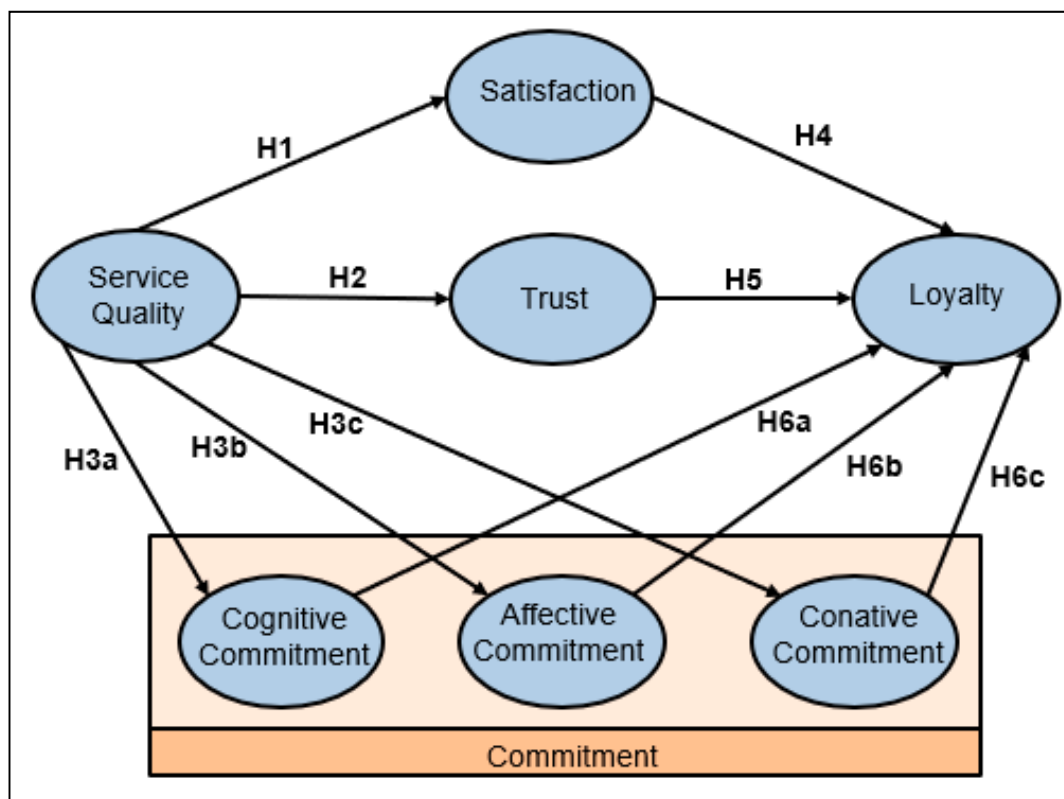 Satisfaction
H1
H4
Service
Quality
H2
Trust
H5
Loyalty
H3a
H3b
H3c
H6a
H6b
H6c
Cognitive
Commitment
Affective
Commitment
Conative
Commitment
Commitment